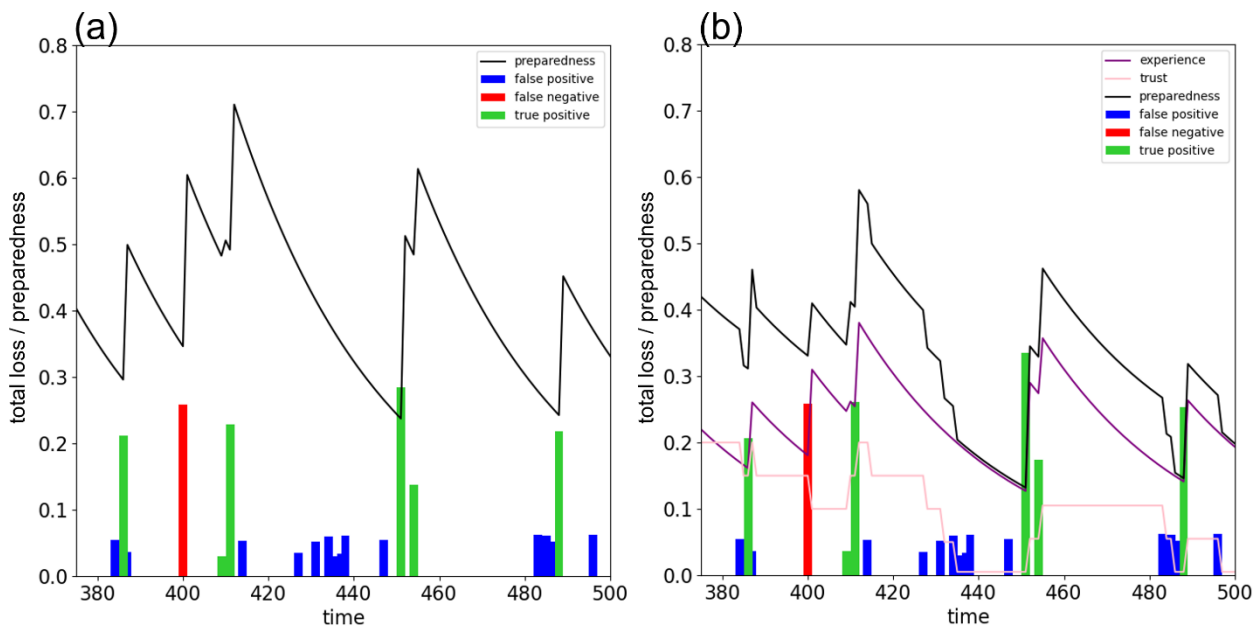 (a)
0.8
0.7
0.6
0.5
0.4
0.3
0.2
0.1
0.0
total loss / preparedness
preparedness
false positive
false negative
true positive
380 400 420 440 460 480 500
time
(b)
0.8
0.7
0.6
0.5
0.4
0.3
0.2
0.1
0.0
total loss / preparedness
experience
trust
preparedness
false positive
false negative
true positive
380 400 420 440 460 480 500
time